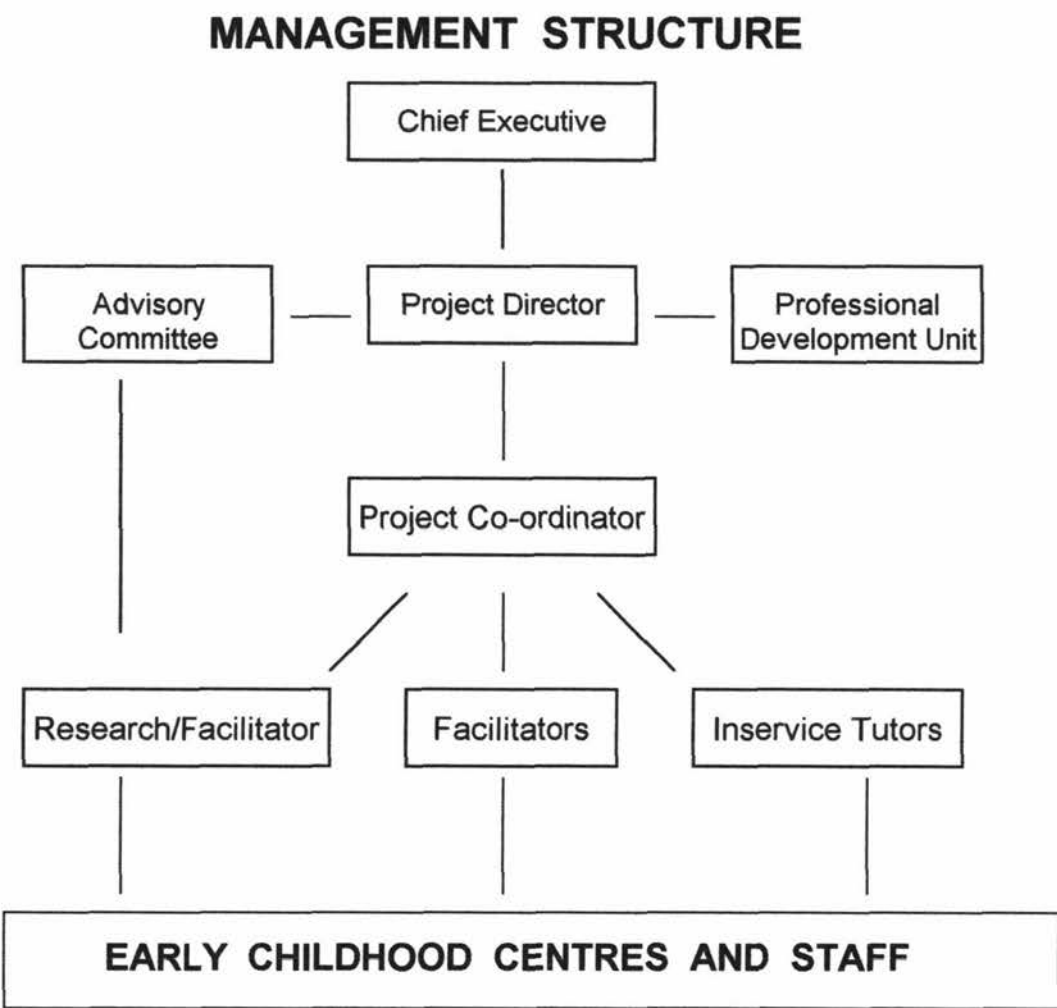 MANAGEMENT STRUCTURE
Chief Executive
Advisory
Committee
Project Director
Professional
Development Unit
Project Co-ordinator
Research/Facilitator
Facilitators
Inservice Tutors
EARLY CHILDHOOD CENTRES AND STAFF